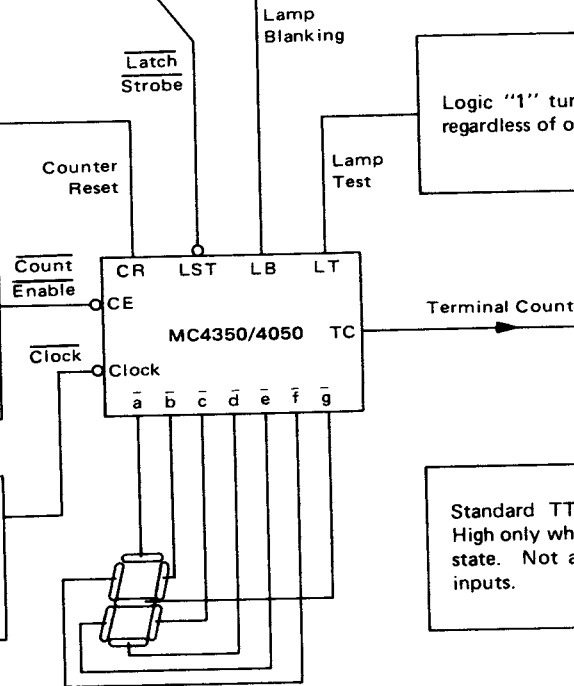 Lamp
Blanking
Latch
Strobe
Logic "1" tur
regardless of o
Counter
Reset
Lamp
Test
Count
Enable
CR LST LB LT
CE
MC4350/4050 TC
Terminal Count
Clock
Clock
a̅ b̅ c̅ d̅ e̅ f̅ g̅
Standard TT
High only wh
state. Not a
inputs.